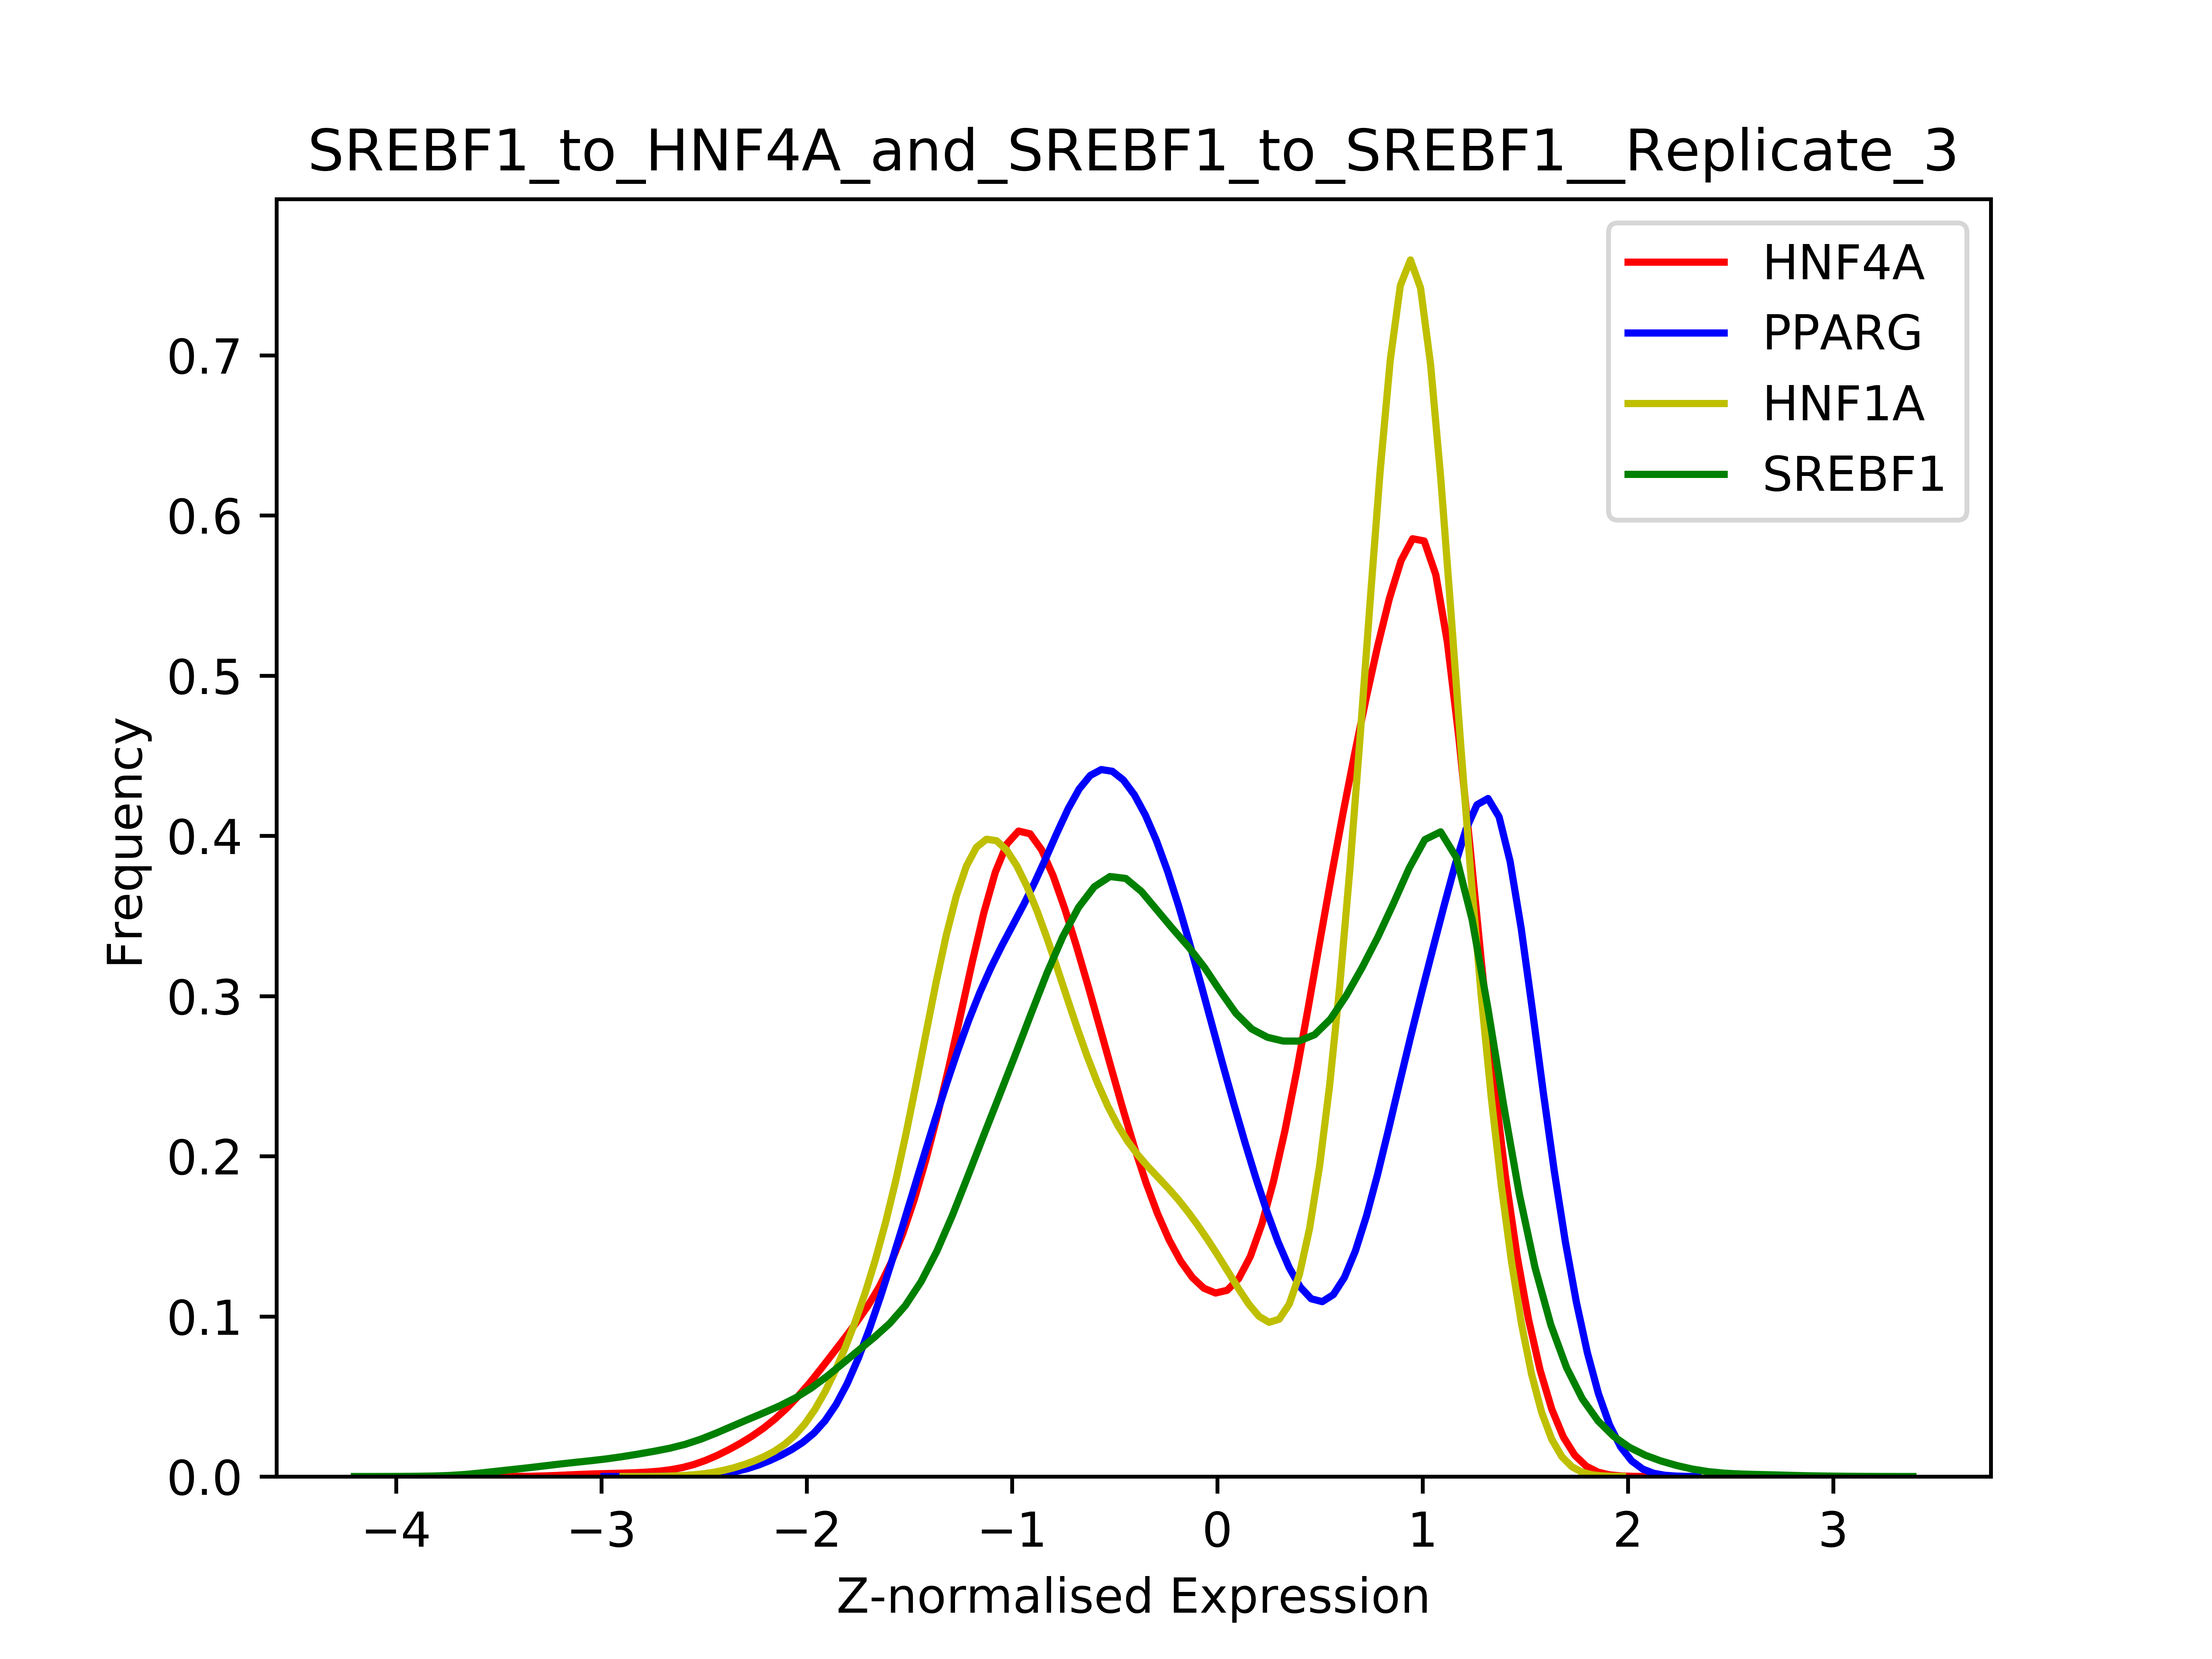 SREBF1_to_HNF4A_and_SREBF1_to_SREBF1__Replicate_3
HNF4A
PPARG
HNF1A
SREBF1
0.7
0.6
0.5
0.4
0.3
0.2
0.1
0.0
Frequency
−4 −3 −2 −1 0 1 2 3
Z-normalised Expression